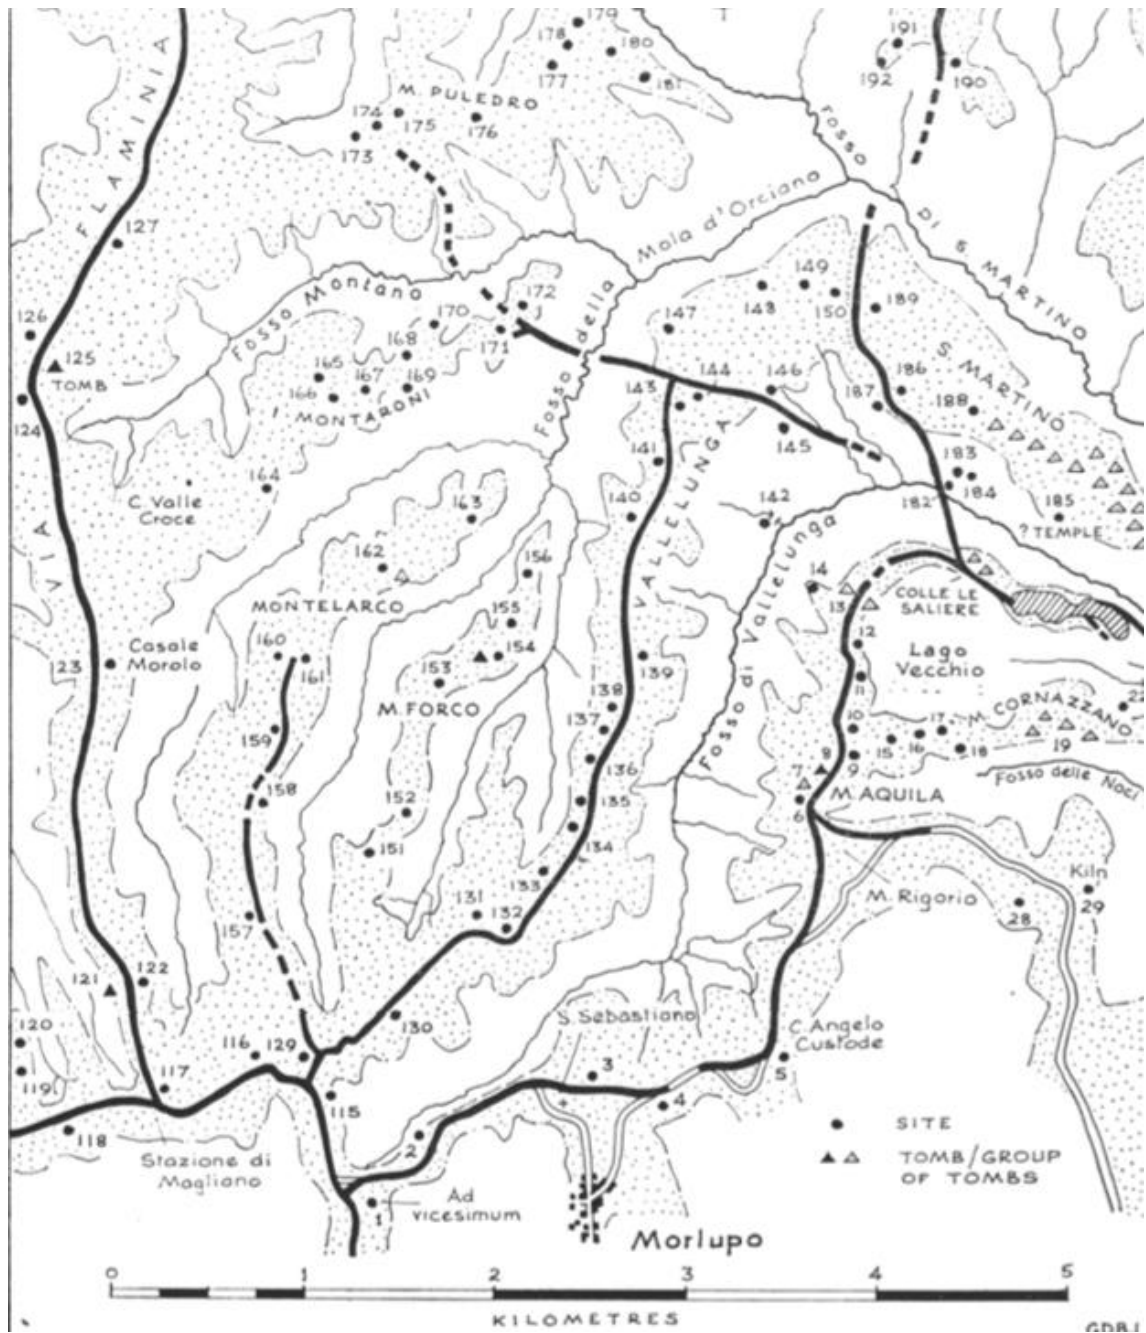 179
178
180
177
181
191
192
190
M. PULEDRO
174
175
176
173
FLAMINIA
FOSSO
DI S. MARTINO
127
Mola d'Orciano
Fosso Montano
Fosso della
126
125
TOMB
124
172
170
171
168
165
167
169
166
MONTARONI
147
149
148
150
189
143
144
146
145
186
187
188
S. MARTINO
183
184
182
185
? TEMPLE
141
140
142
VALLELUNGA
164
C. Valle
Croce
163
162
156
MONTELARCO
155
154
153
160
161
M. FORCO
VIA
123
Casale
Morolo
14
13
COLLE LE
SALIERE
12
11
Lago
Vecchio
139
138
137
136
135
134
Fosso di Vallelunga
10
8
9
7
6
15
16
17
18
M. CORNAZZANO
19
22
Fosso delle Noci
M. AQUILA
159
158
152
151
133
131
132
157
M. Rigorio
28
Kiln
29
121
122
120
119
116
129
130
117
115
118
S. Sebastiano
3
4
C. Angelo
Custode
5
2
Stazione di
Magliano
Ad
vicesimum
1
Morlupo
SITE
TOMB/GROUP
OF TOMBS
0 1 2 3 4 5
KILOMETRES